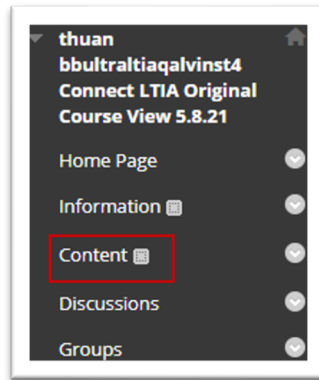 thuan
bbultraltiaqalvinst4
Connect LTIA Original
Course View 5.8.21
Home Page
Information
Content
Discussions
Groups